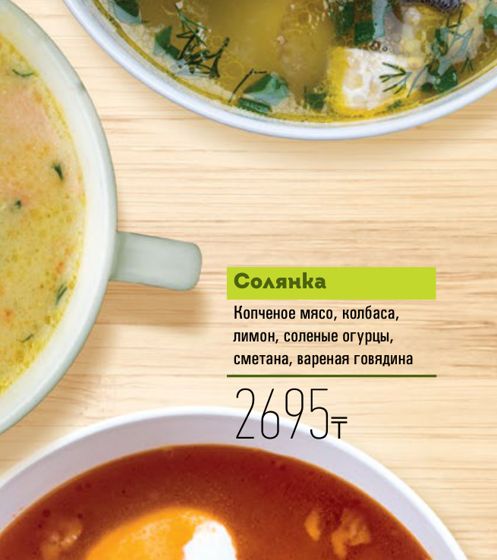 Солянка
Копченое мясо, колбаса,
лимон, соленые огурцы,
сметана, вареная говядина
2695₸